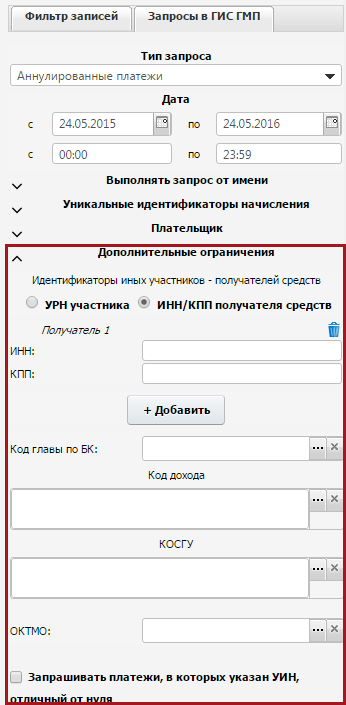 Фильтр записей Запросы в ГИС ГМП
Тип запроса
Аннулированные платежи
Дата
с 24.05.2015 по 24.05.2016
с 00:00 по 23:59
Выполнять запрос от имени
Уникальные идентификаторы начисления
Плательщик
Дополнительные ограничения
Идентификаторы иных участников - получателей средств
УРН участника ИНН/КПП получателя средств
Получатель 1
ИНН:
КПП:
+ Добавить
Код главы по БК: ... ×
Код дохода
... ×
КОСГУ
... ×
ОКТМО: ... ×
Запрашивать платежи, в которых указан УИН,
отличный от нуля